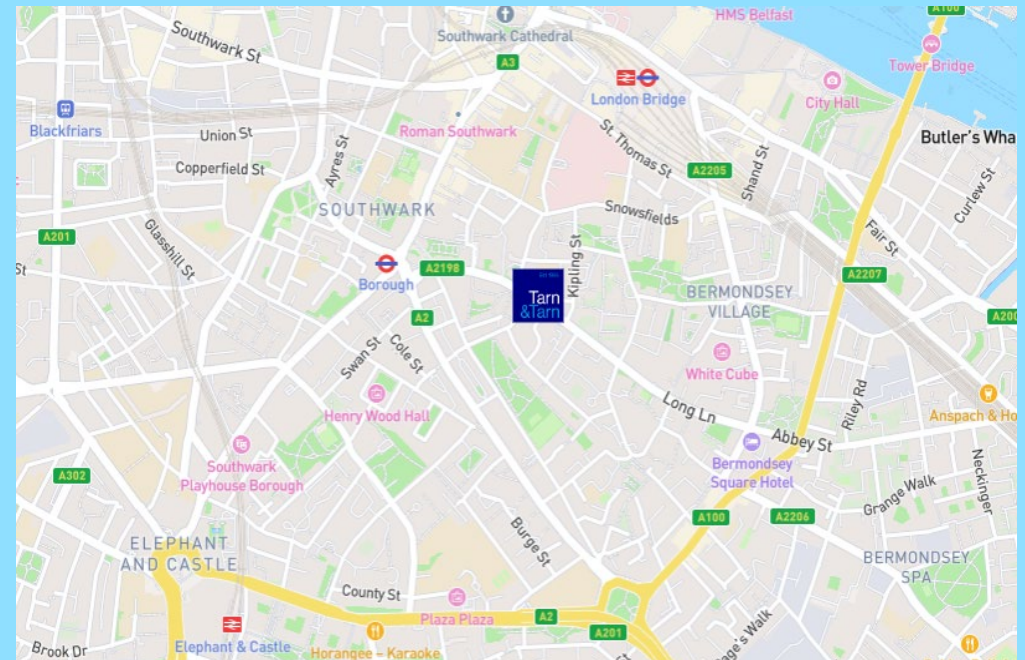 HMS Belfast
A100
Southwark St
Southwark Cathedral
Tower Bridge
A3
London Bridge
City Hall
Blackfriars
Union St
Roman Southwark
St. Thomas St
Butler's Wha
Copperfield St
Ayres St
A2205
Shand St
Curlew St
SOUTHWARK
Snowsfields
A201
Glasshill St
Fair St
St
Borough
A2198
Kipling St
A2207
Tarn
&Tarn
BERMONDSEY
VILLAGE
A2
A200
Swan St
Cole St
White Cube
Henry Wood Hall
Long Ln
Riley Rd
Anspach & Ho
Abbey St
Southwark
Playhouse Borough
Bermondsey
Square Hotel
A302
Neckinger
Grange Walk
A100
A2206
Burge St
ELEPHANT
AND CASTLE
BERMONDSEY
SPA
County St
Plaza Plaza
A2
A201
Elephant & Castle
Brook Dr
Horangee – Karaoke
St
ge's Walk